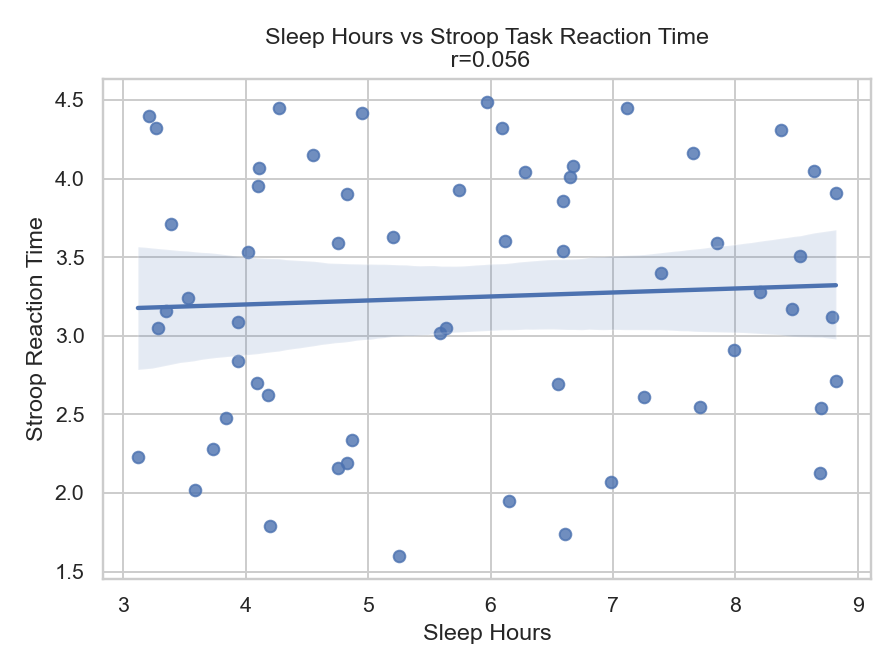 Sleep Hours vs Stroop Task Reaction Time
r=0.056
Stroop Reaction Time
4.5
4.0
3.5
3.0
2.5
2.0
1.5
3 4 5 6 7 8 9
Sleep Hours